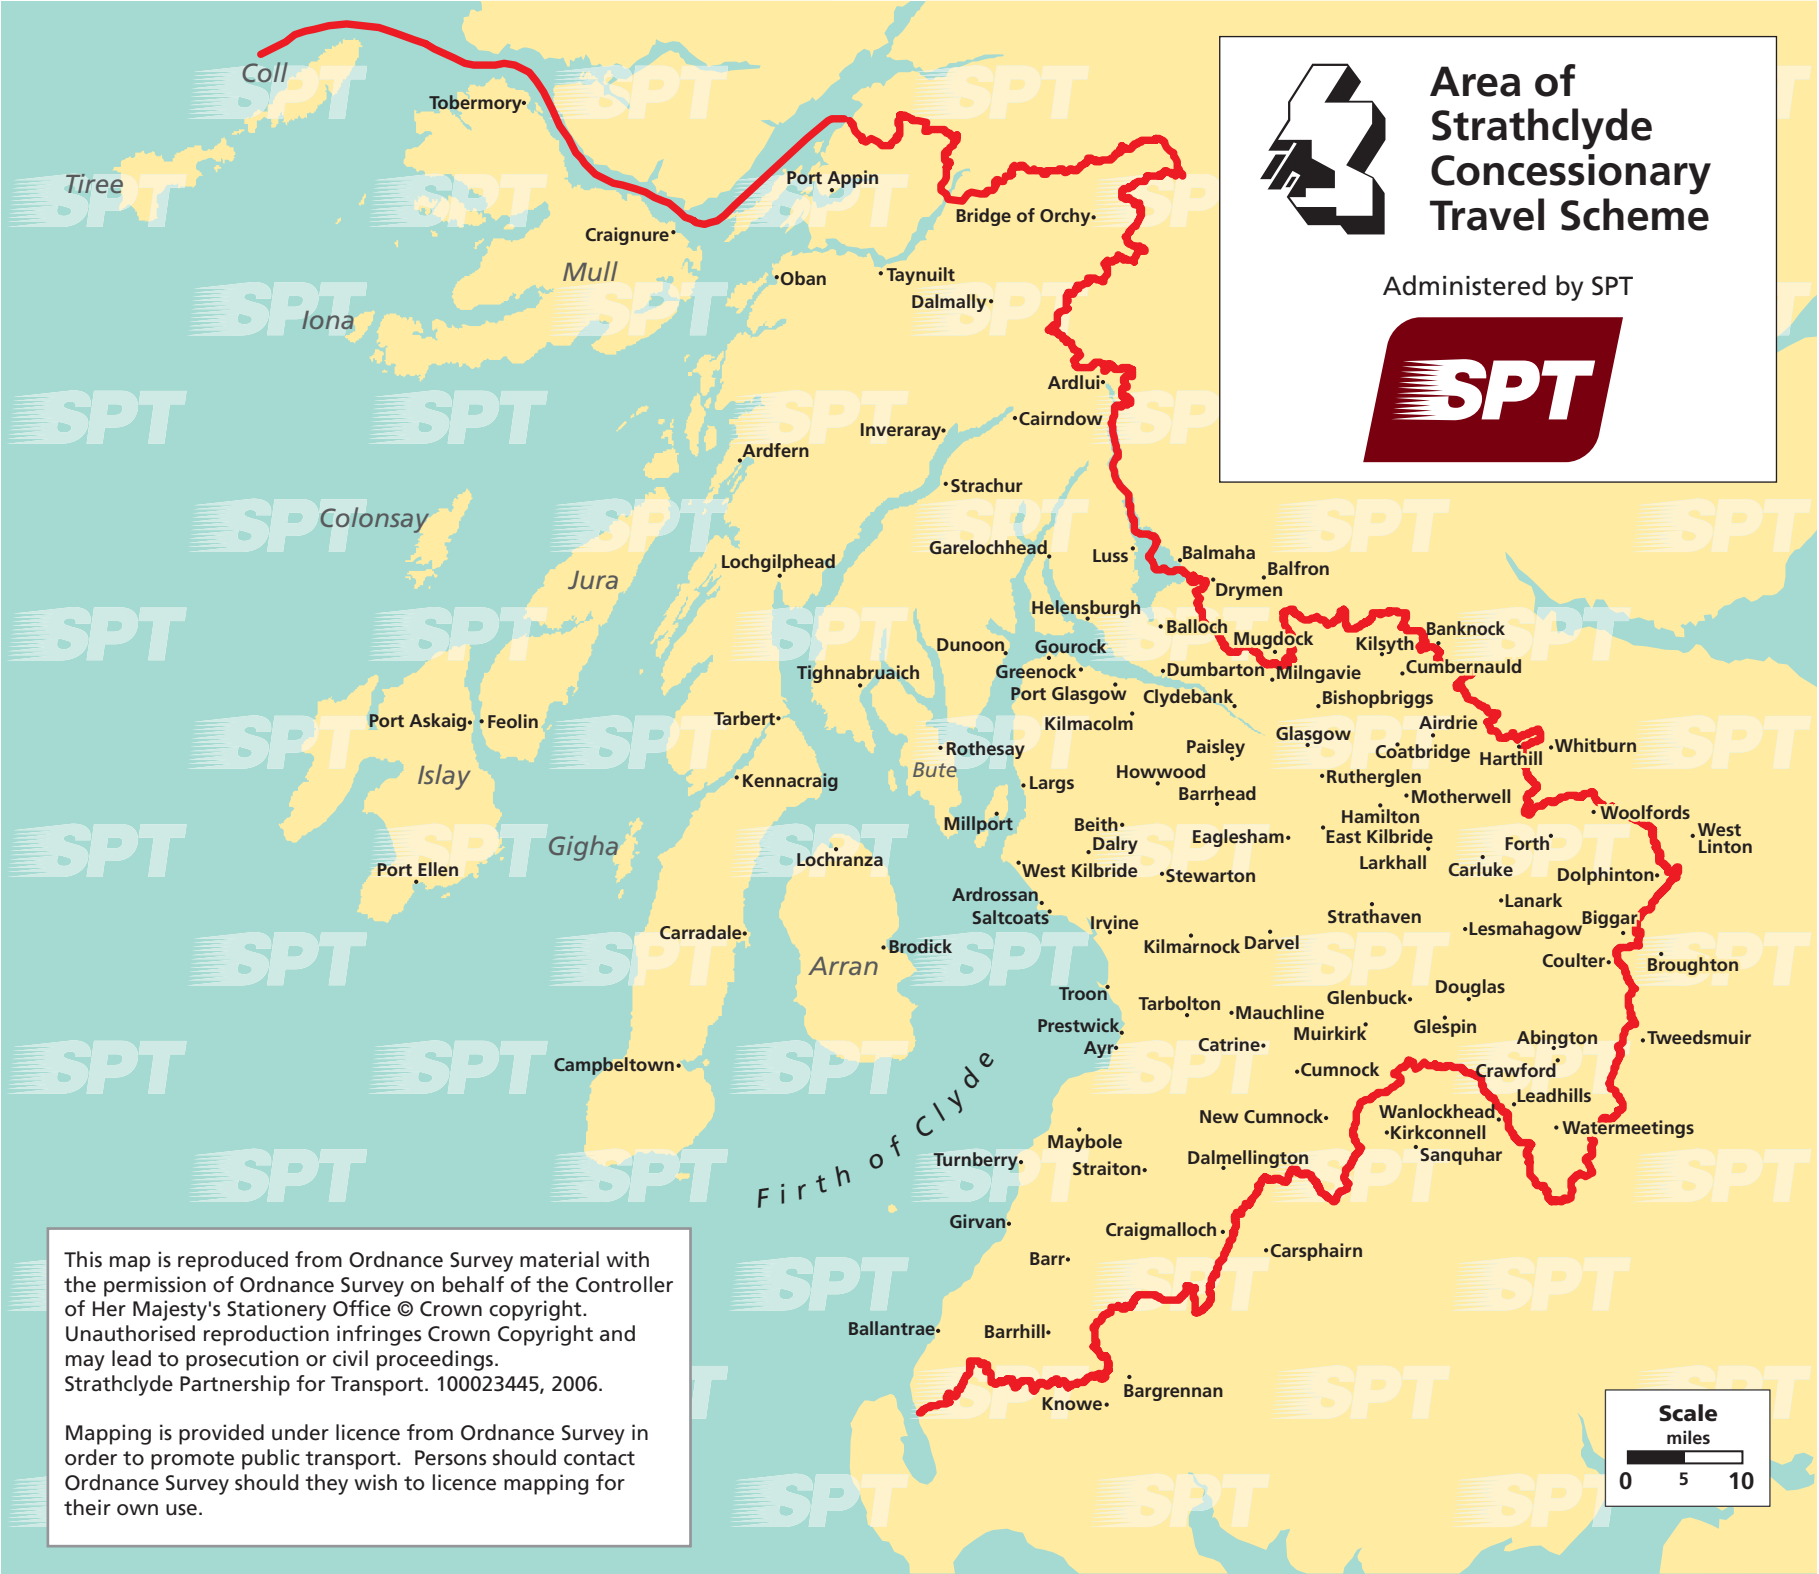 Area of
Strathclyde
Concessionary
Travel Scheme
Administered by SPT
SPT
Coll
Tobermory
Tiree
Port Appin
Bridge of Orchy
Craignure
Mull
Oban
Taynuilt
Dalmally
Iona
Ardlui
Cairndow
Inveraray
Ardfern
Strachur
Colonsay
Garelochhead
Luss
Balmaha
Lochgilphead
Balfron
Jura
Drymen
Helensburgh
Balloch
Banknock
Mugdock
Kilsyth
Dunoon
Gourock
Cumbernauld
Tighnabruaich
Greenock
Dumbarton
Milngavie
Port Glasgow
Clydebank
Bishopbriggs
Port Askaig
Feolin
Tarbert
Kilmacolm
Airdrie
Glasgow
Rothesay
Paisley
Coatbridge
Whitburn
Harthill
Bute
Islay
Howwood
Rutherglen
Kennacraig
Largs
Barrhead
Motherwell
Woolfords
Millport
Beith
Hamilton
West
Linton
Dalry
Eaglesham
East Kilbride
Forth
Gigha
Lochranza
Larkhall
Port Ellen
West Kilbride
Stewarton
Carluke
Dolphinton
Ardrossan
Lanark
Saltcoats
Strathaven
Biggar
Irvine
Lesmahagow
Carradale
Brodick
Kilmarnock
Darvel
Arran
Coulter
Broughton
Troon
Tarbolton
Glenbuck
Douglas
Mauchline
Prestwick
Muirkirk
Glespin
Ayr
Catrine
Abington
Tweedsmuir
Campbeltown
Cumnock
Crawford
Leadhills
New Cumnock
Wanlockhead
Watermeetings
Kirkconnell
Maybole
Sanquhar
Turnberry
Straiton
Dalmellington
Firth of Clyde
Girvan
Craigmalloch
Barr
Carsphairn
Ballantrae
Barrhill
Bargrennan
Knowe
This map is reproduced from Ordnance Survey material with
the permission of Ordnance Survey on behalf of the Controller
of Her Majesty's Stationery Office © Crown copyright.
Unauthorised reproduction infringes Crown Copyright and
may lead to prosecution or civil proceedings.
Strathclyde Partnership for Transport. 100023445, 2006.
Mapping is provided under licence from Ordnance Survey in
order to promote public transport. Persons should contact
Ordnance Survey should they wish to licence mapping for
their own use.
Scale
miles
0 5 10